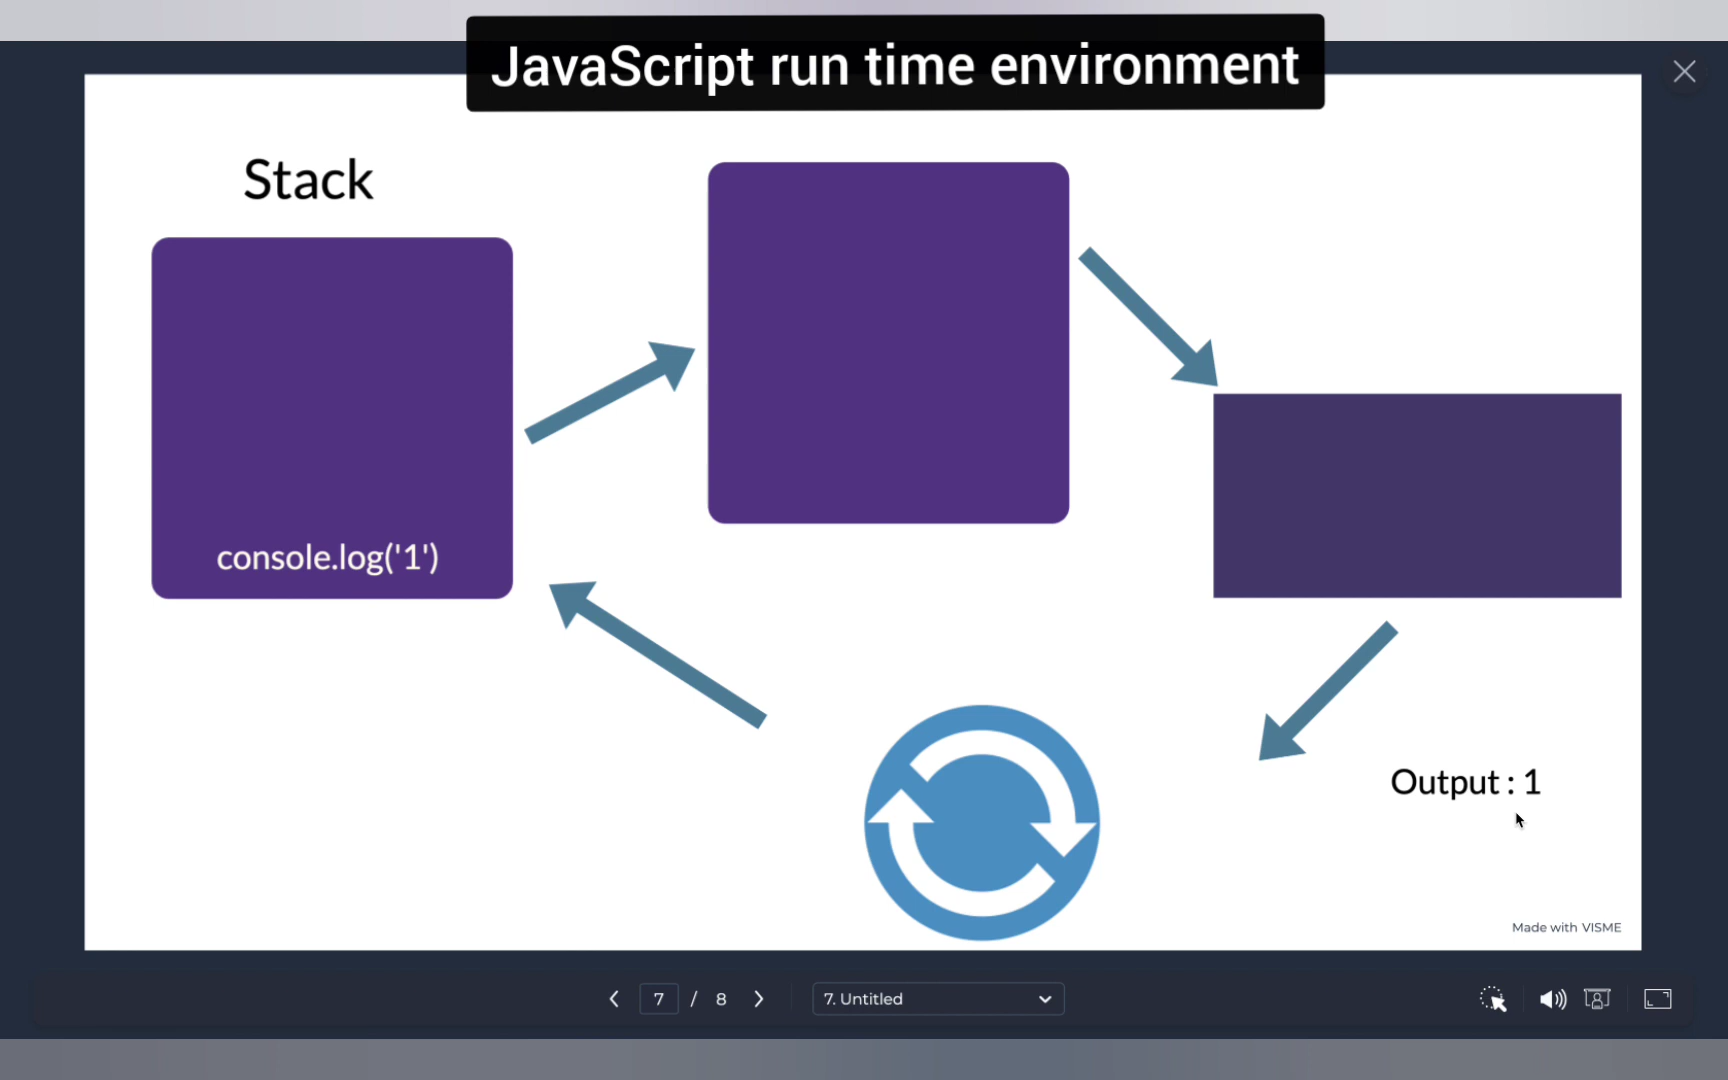 JavaScript run time environment
Stack
console.log('1')
Output : 1
Made with VISME
7 / 8
7. Untitled